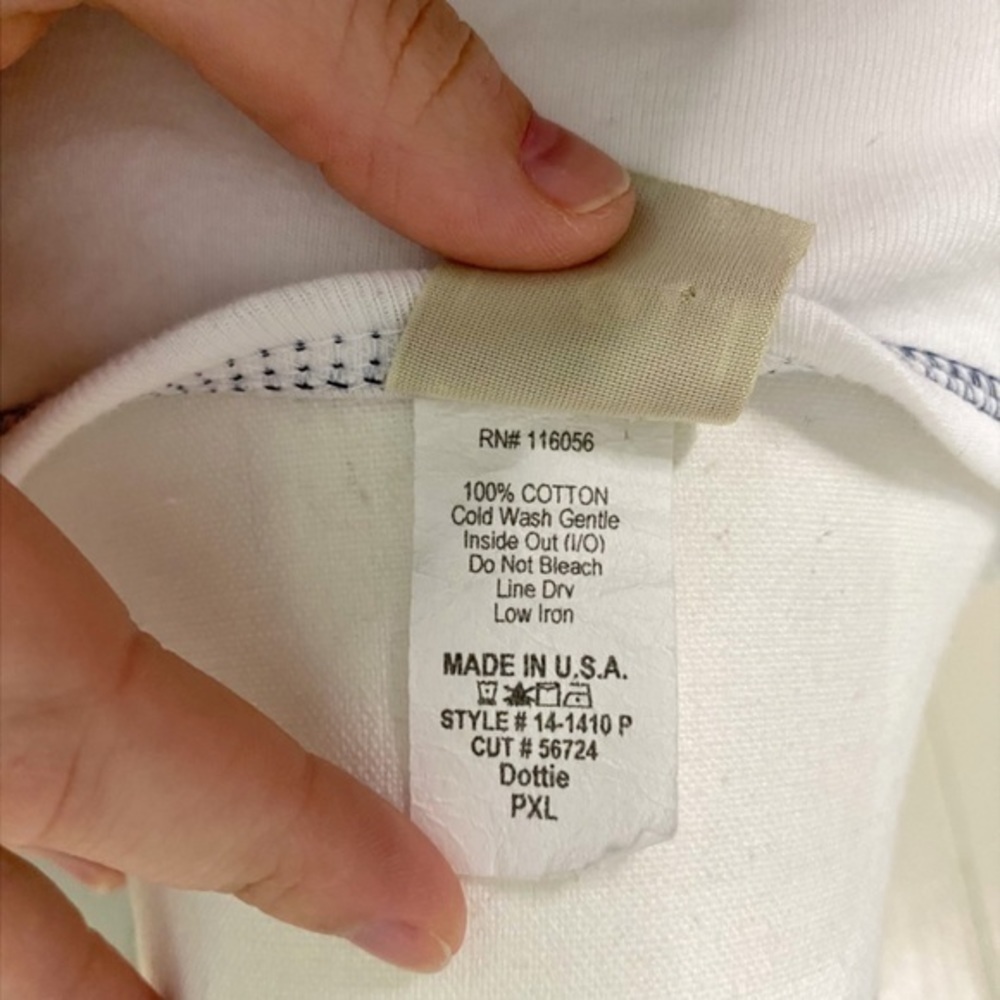 RN# 116056
100% COTTON
Cold Wash Gentle
Inside Out (I/O)
Do Not Bleach
Line Dry
Low Iron
MADE IN U.S.A.
STYLE # 14-1410 P
CUT # 56724
Dottie
PXL